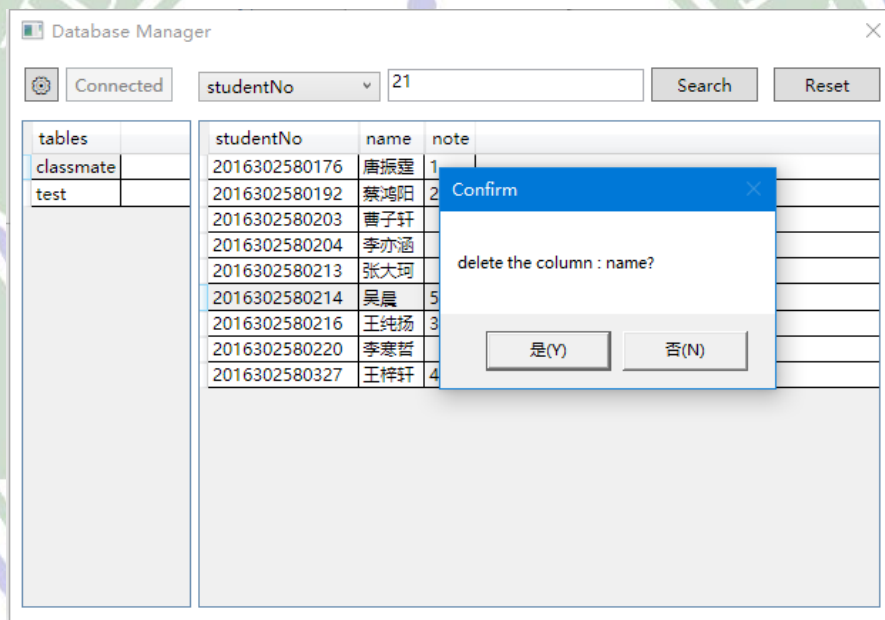 Database Manager
Connected
studentNo
21
Search
Reset
tables
classmate
test
studentNo name note
2016302580176 唐振霆 1
2016302580192 蔡鸿阳 2
2016302580203 曹子轩
2016302580204 李亦涵
2016302580213 张大珂
2016302580214 吴晨 5
2016302580216 王纯扬 3
2016302580220 李寒哲
2016302580327 王梓轩 4
Confirm
delete the column : name?
是(Y)
否(N)